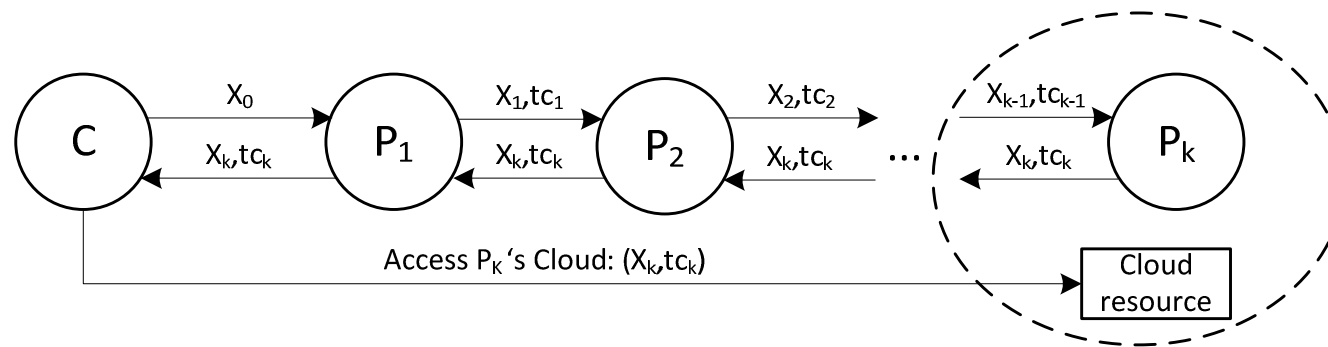 X₀
X₁,tc₁
X₂,tc₂
Xₖ₋₁,tcₖ₋₁
C
P₁
P₂
...
Pₖ
Xₖ,tcₖ
Xₖ,tcₖ
Xₖ,tcₖ
Xₖ,tcₖ
Access P_K‘s Cloud: (Xₖ,tcₖ)
Cloud
resource